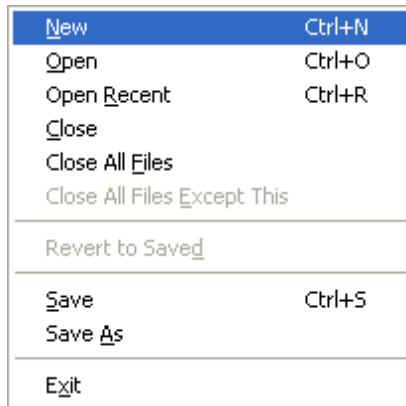 New Ctrl+N
Open Ctrl+O
Open Recent Ctrl+R
Close
Close All Files
Close All Files Except This
Revert to Saved
Save Ctrl+S
Save As
Exit